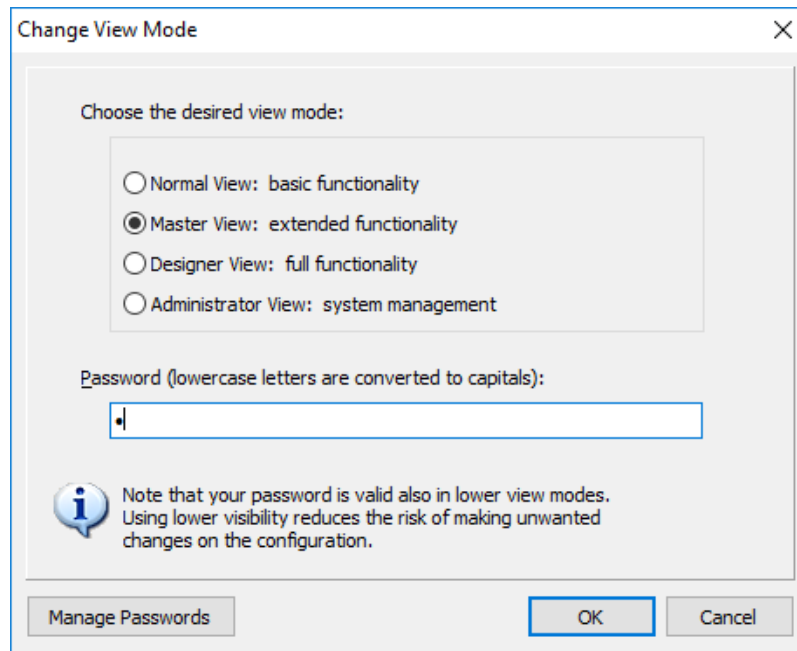 Change View Mode
Choose the desired view mode:
Normal View: basic functionality
Master View: extended functionality
Designer View: full functionality
Administrator View: system management
Password (lowercase letters are converted to capitals):
•
Note that your password is valid also in lower view modes.
Using lower visibility reduces the risk of making unwanted
changes on the configuration.
Manage Passwords OK Cancel